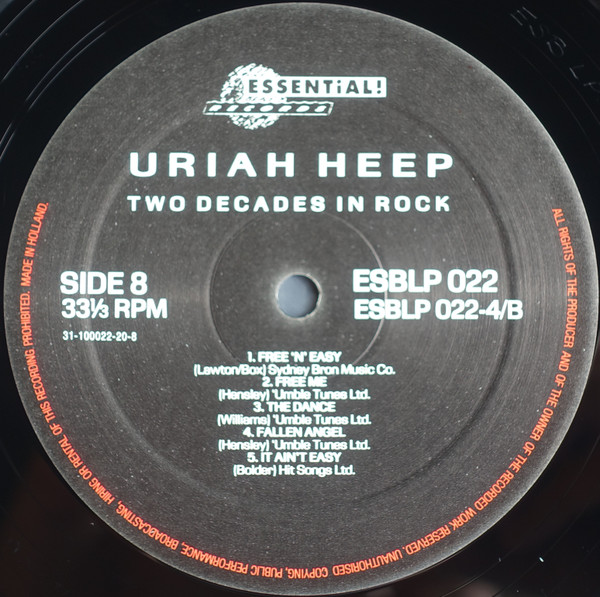 ESSENTiAL!
RECORDS
URIAH HEEP
TWO DECADES IN ROCK
SIDE 8
33⅓ RPM
31-100022-20-8
ESBLP 022
ESBLP 022-4/B
1. FREE "N" EASY
(Lawton/Box) Sydney Bron Music Co.
2. FREE ME
(Hensley) 'Umble Tunes Ltd.
3. THE DANCE
(Williams) 'Umble Tunes Ltd.
4. FALLEN ANGEL
(Hensley) 'Umble Tunes Ltd.
5. IT AIN'T EASY
(Bolder) Hit Songs Ltd.
ALL RIGHTS OF THE PRODUCER AND OF THE OWNER OF THE RECORDED WORK RESERVED. UNAUTHORISED COPYING, PUBLIC PERFORMANCE, BROADCASTING, HIRING OR RENTAL OF THIS RECORDING PROHIBITED. MADE IN HOLLAND.